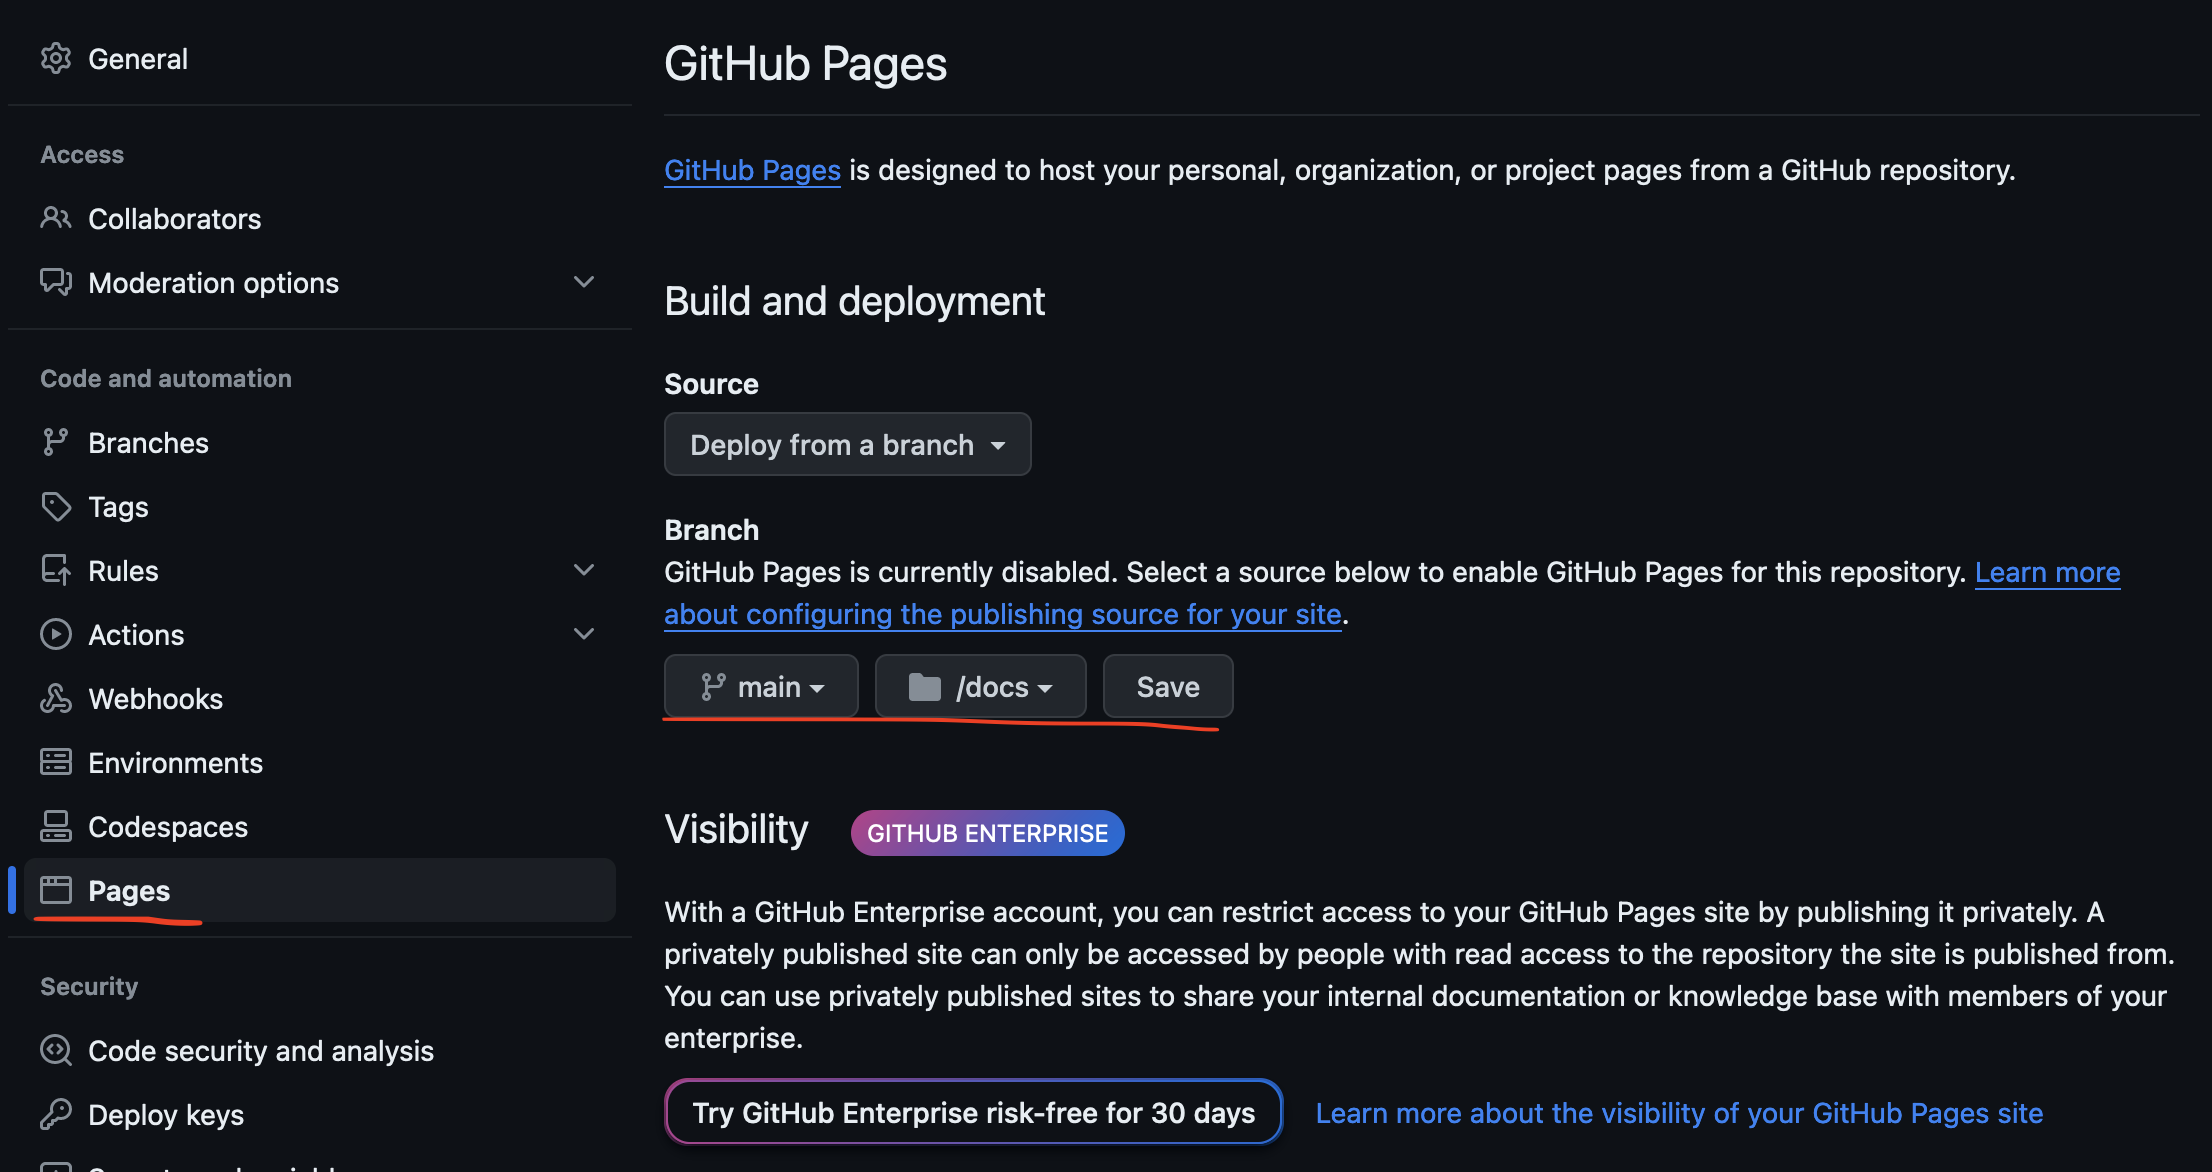 General
Access
Collaborators
Moderation options
Code and automation
Branches
Tags
Rules
Actions
Webhooks
Environments
Codespaces
Pages
Security
Code security and analysis
Deploy keys
GitHub Pages
GitHub Pages is designed to host your personal, organization, or project pages from a GitHub repository.
Build and deployment
Source
Deploy from a branch
Branch
GitHub Pages is currently disabled. Select a source below to enable GitHub Pages for this repository. Learn more
about configuring the publishing source for your site.
main /docs Save
Visibility GITHUB ENTERPRISE
With a GitHub Enterprise account, you can restrict access to your GitHub Pages site by publishing it privately. A
privately published site can only be accessed by people with read access to the repository the site is published from.
You can use privately published sites to share your internal documentation or knowledge base with members of your
enterprise.
Try GitHub Enterprise risk-free for 30 days Learn more about the visibility of your GitHub Pages site